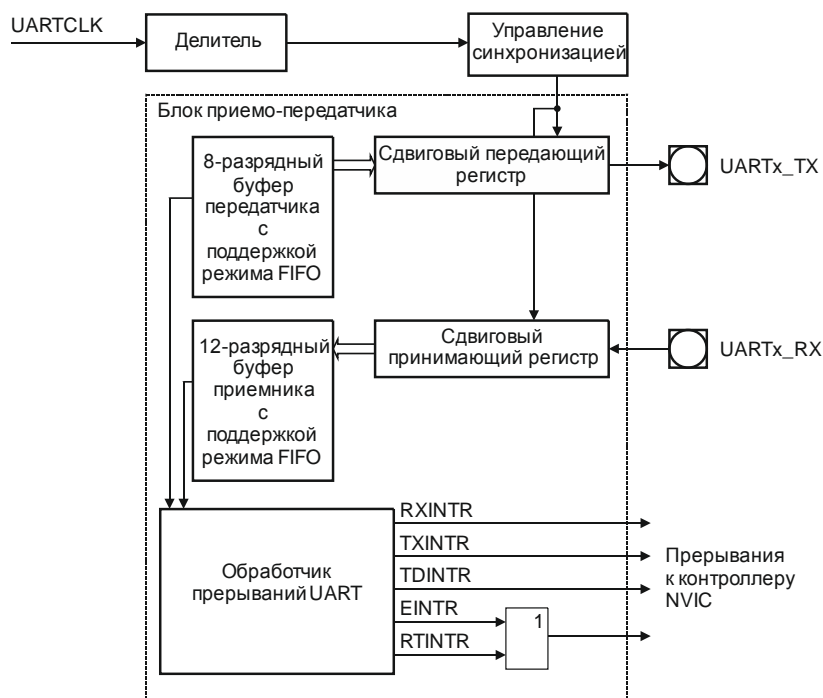 UARTCLK
Делитель
Управление
синхронизацией
Блок приемо-передатчика
8-разрядный
буфер
передатчика
с
поддержкой
режима FIFO
Сдвиговый передающий
регистр
UARTx_TX
12-разрядный
буфер
приемника
с
поддержкой
режима FIFO
Сдвиговый
принимающий регистр
UARTx_RX
Обработчик
прерываний UART
RXINTR
TXINTR
TDINTR
EINTR
RTINTR
1
Прерывания
к контроллеру
NVIC